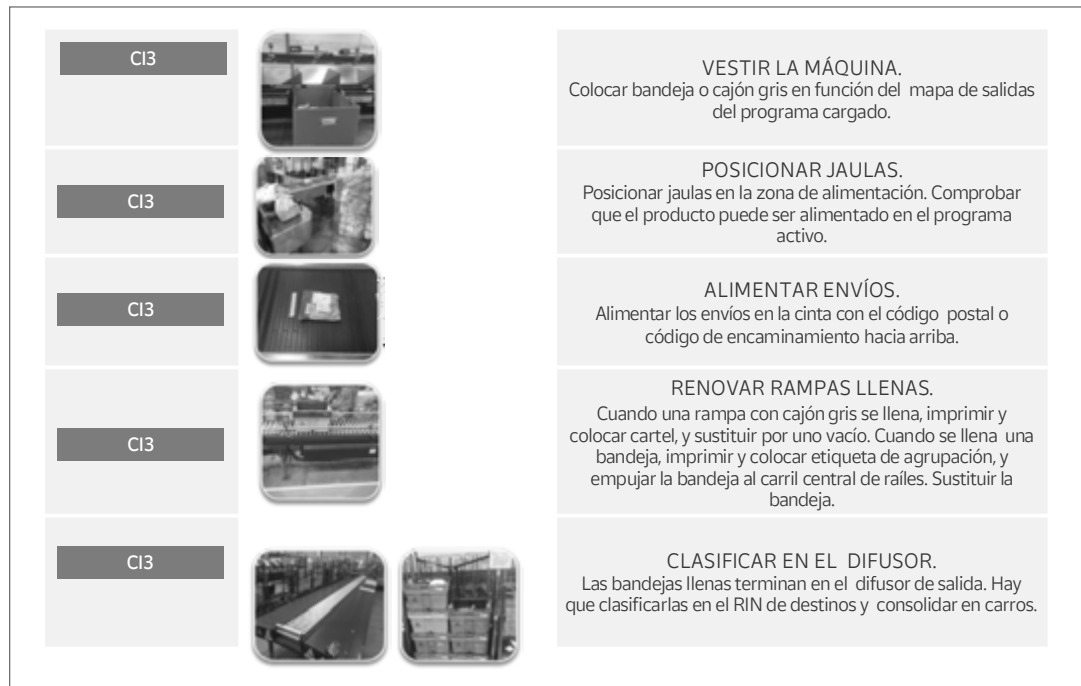 CI3
VESTIR LA MÁQUINA.
Colocar bandeja o cajón gris en función del mapa de salidas
del programa cargado.
CI3
POSICIONAR JAULAS.
Posicionar jaulas en la zona de alimentación. Comprobar
que el producto puede ser alimentado en el programa
activo.
CI3
ALIMENTAR ENVÍOS.
Alimentar los envíos en la cinta con el código postal o
código de encaminamiento hacia arriba.
CI3
RENOVAR RAMPAS LLENAS.
Cuando una rampa con cajón gris se llena, imprimir y
colocar cartel, y sustituir por uno vacío. Cuando se llena una
bandeja, imprimir y colocar etiqueta de agrupación, y
empujar la bandeja al carril central de raíles. Sustituir la
bandeja.
CI3
CLASIFICAR EN EL DIFUSOR.
Las bandejas llenas terminan en el difusor de salida. Hay
que clasificarlas en el RIN de destinos y consolidar en carros.